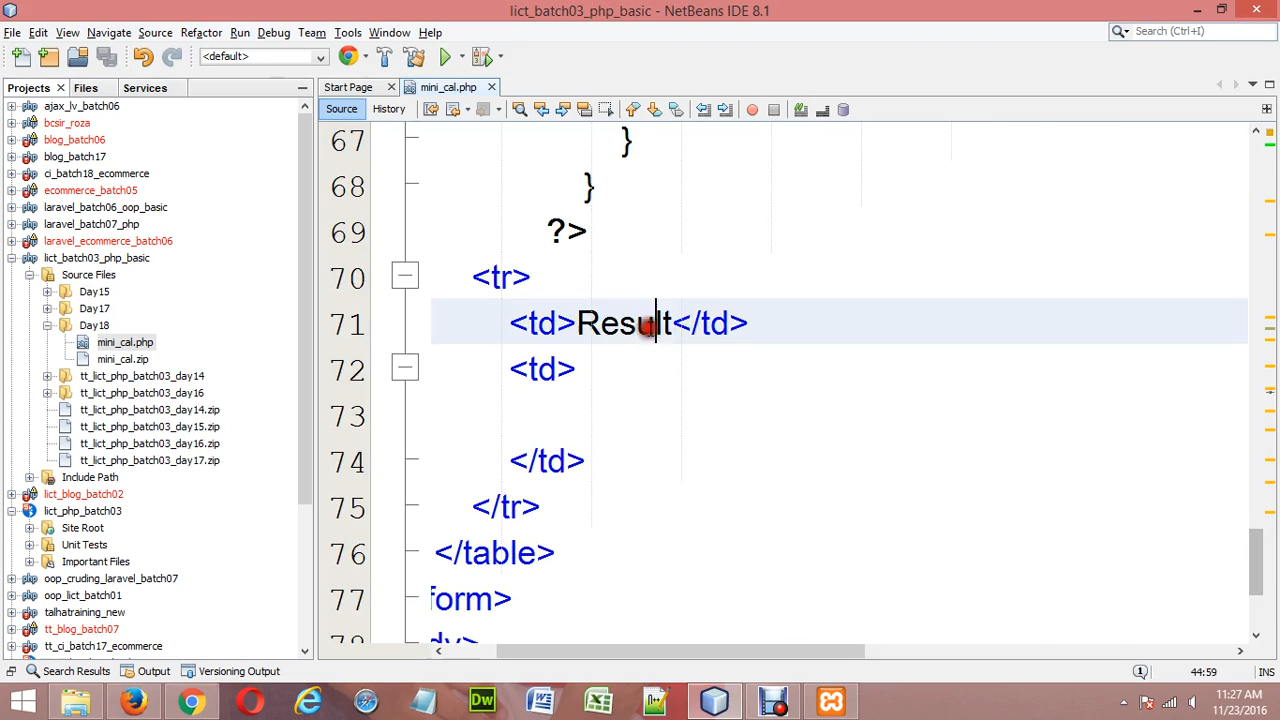 lict_batch03_php_basic - NetBeans IDE 8.1
File Edit View Navigate Source Refactor Run Debug Team Tools Window Help
Search (Ctrl+I)
<default>
Projects Files Services
Start Page mini_cal.php
Source History
ajax_lv_batch06
bcsir_roza
blog_batch06
blog_batch17
ci_batch18_ecommerce
ecommerce_batch05
laravel_batch06_oop_basic
laravel_batch07_php
laravel_ecommerce_batch06
lict_batch03_php_basic
Source Files
Day15
Day17
Day18
mini_cal.php
mini_cal.zip
tt_lict_php_batch03_day14
tt_lict_php_batch03_day16
tt_lict_php_batch03_day14.zip
tt_lict_php_batch03_day15.zip
tt_lict_php_batch03_day16.zip
tt_lict_php_batch03_day17.zip
Include Path
lict_blog_batch02
lict_php_batch03
Site Root
Unit Tests
Important Files
oop_cruding_laravel_batch07
oop_lict_batch01
talhatraining_new
tt_blog_batch07
tt_ci_batch17_ecommerce
67 }
68 }
69 ?>
70 <tr>
71 <td>Result</td>
72 <td>
73
74 </td>
75 </tr>
76 </table>
77 form>
78 dy>
Search Results Output Versioning Output
1
44:59 INS
11:27 AM
11/23/2016